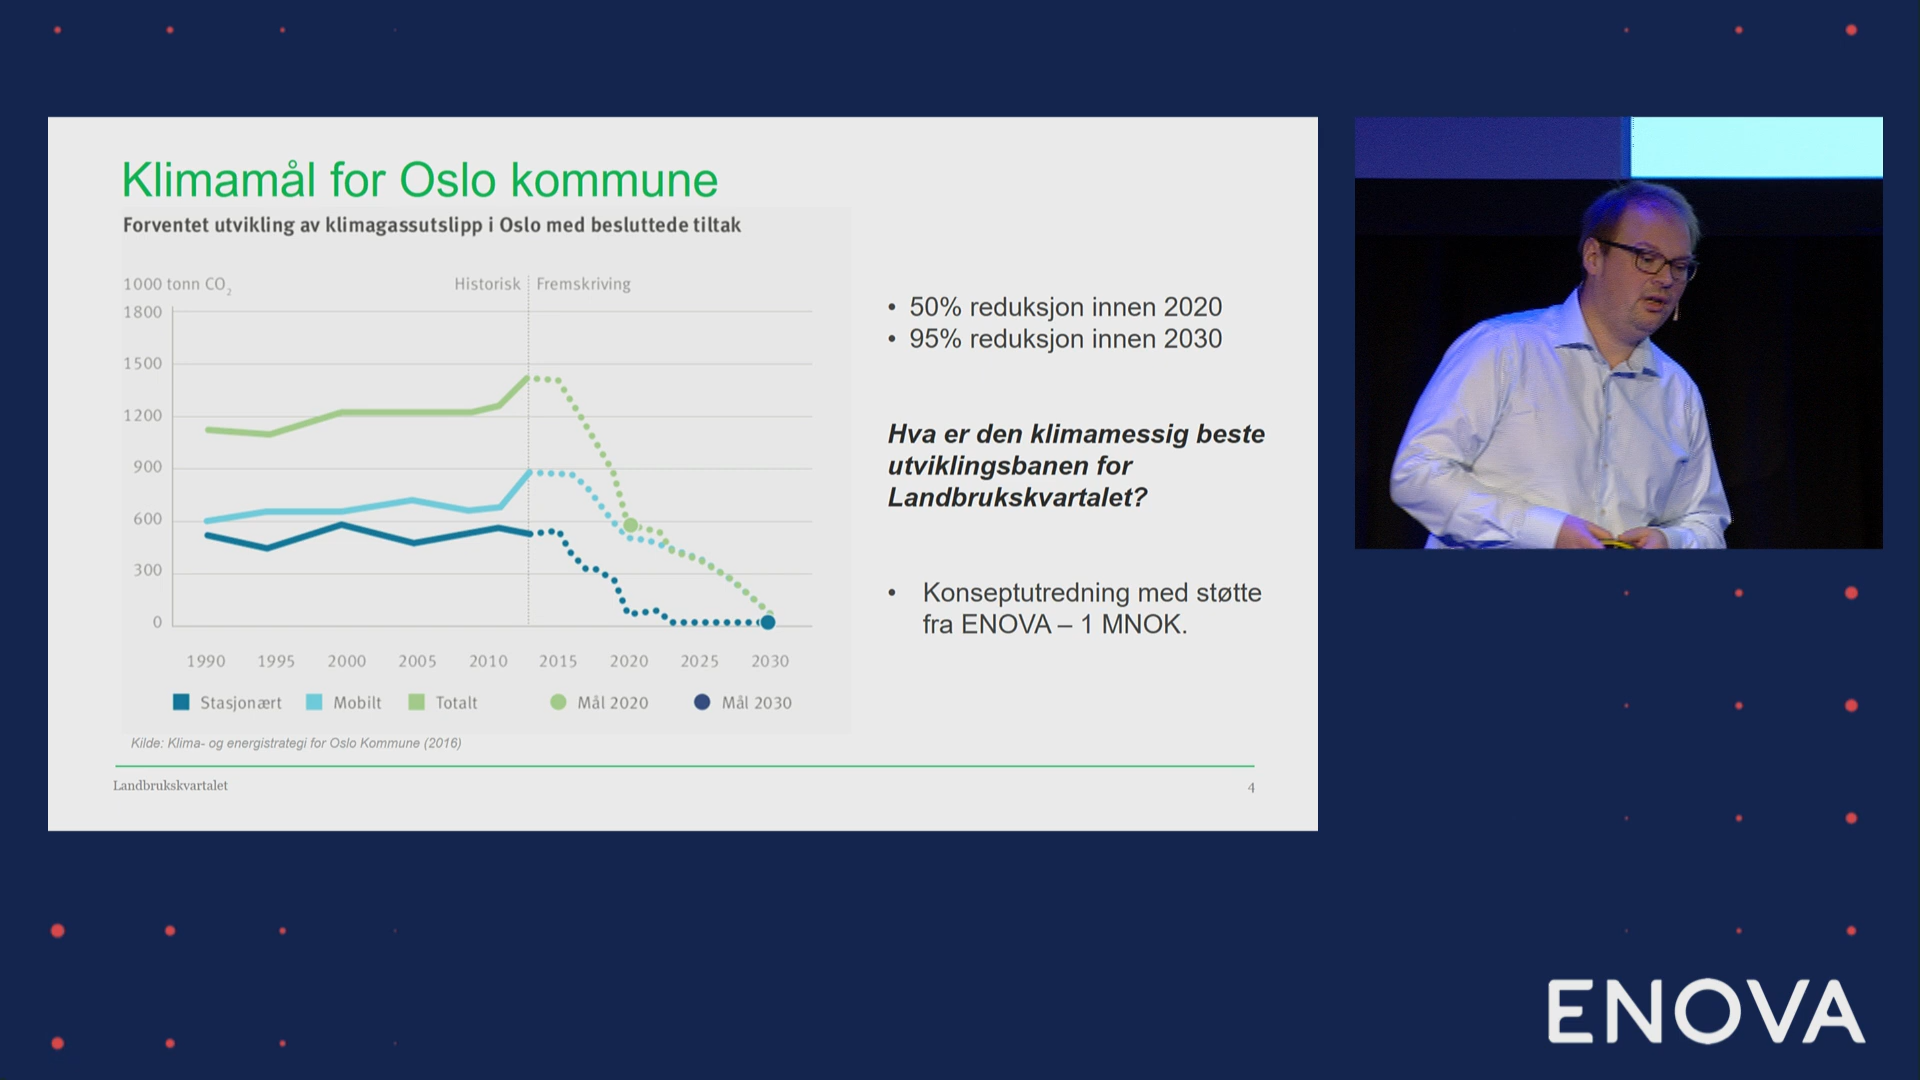 Klimamål for Oslo kommune
Forventet utvikling av klimagassutslipp i Oslo med besluttede tiltak
1000 tonn CO₂
Historisk
Fremskriving
1800
1500
1200
900
600
300
0
1990 1995 2000 2005 2010 2015 2020 2025 2030
Stasjonært Mobilt Totalt Mål 2020 Mål 2030
Kilde: Klima- og energistrategi for Oslo Kommune (2016)
• 50% reduksjon innen 2020
• 95% reduksjon innen 2030
Hva er den klimamessig beste
utviklingsbanen for
Landbrukskvartalet?
• Konseptutredning med støtte
fra ENOVA – 1 MNOK.
Landbrukskvartalet
4
ENOVA